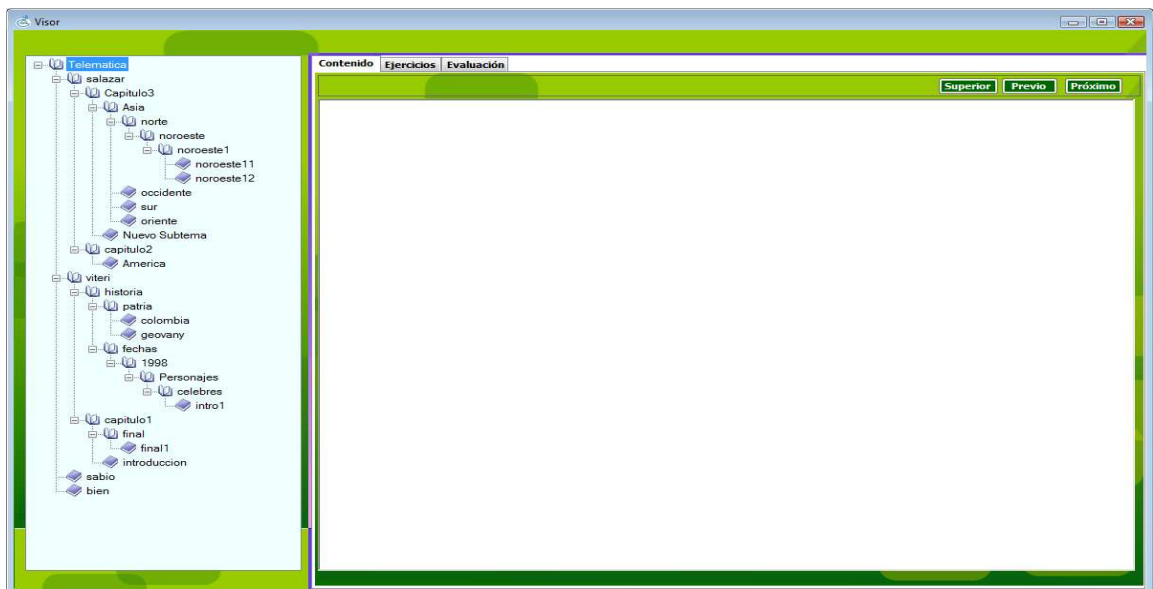 Visor
Telematica
salazar
Capitulo3
Asia
norte
noroeste
noroeste1
noroeste11
noroeste12
occidente
sur
oriente
Nuevo Subtema
capitulo2
America
viteri
historia
patria
colombia
geovany
fechas
1998
Personajes
celebres
intro1
capitulo1
final
final1
introduccion
sabio
bien
Contenido Ejercicios Evaluación
Superior Previo Próximo